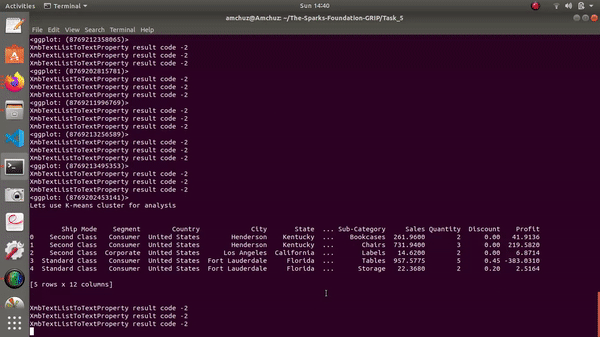 Activities Terminal SUN 14:40
amchuz@Amchuz: ~/The-Sparks-Foundation-GRIP/Task_5
File Edit View Search Terminal Help
<ggplot: (8769212358065)>
XmbTextListToTextProperty result code -2
XmbTextListToTextProperty result code -2
<ggplot: (8769202815781)>
XmbTextListToTextProperty result code -2
XmbTextListToTextProperty result code -2
XmbTextListToTextProperty result code -2
<ggplot: (8769211996769)>
XmbTextListToTextProperty result code -2
XmbTextListToTextProperty result code -2
XmbTextListToTextProperty result code -2
<ggplot: (8769213256589)>
XmbTextListToTextProperty result code -2
XmbTextListToTextProperty result code -2
XmbTextListToTextProperty result code -2
<ggplot: (8769213495353)>
XmbTextListToTextProperty result code -2
XmbTextListToTextProperty result code -2
XmbTextListToTextProperty result code -2
<ggplot: (8769202453141)>
Lets use K-means cluster for analysis
Ship Mode Segment Country City State ... Sub-Category Sales Quantity Discount Profit
0 Second Class Consumer United States Henderson Kentucky ... Bookcases 261.9600 2 0.00 41.9136
1 Second Class Consumer United States Henderson Kentucky ... Chairs 731.9400 3 0.00 219.5820
2 Second Class Corporate United States Los Angeles California ... Labels 14.6200 2 0.00 6.8714
3 Standard Class Consumer United States Fort Lauderdale Florida ... Tables 957.5775 5 0.45 -383.0310
4 Standard Class Consumer United States Fort Lauderdale Florida ... Storage 22.3680 2 0.20 2.5164
[5 rows x 12 columns]
XmbTextListToTextProperty result code -2
XmbTextListToTextProperty result code -2
XmbTextListToTextProperty result code -2